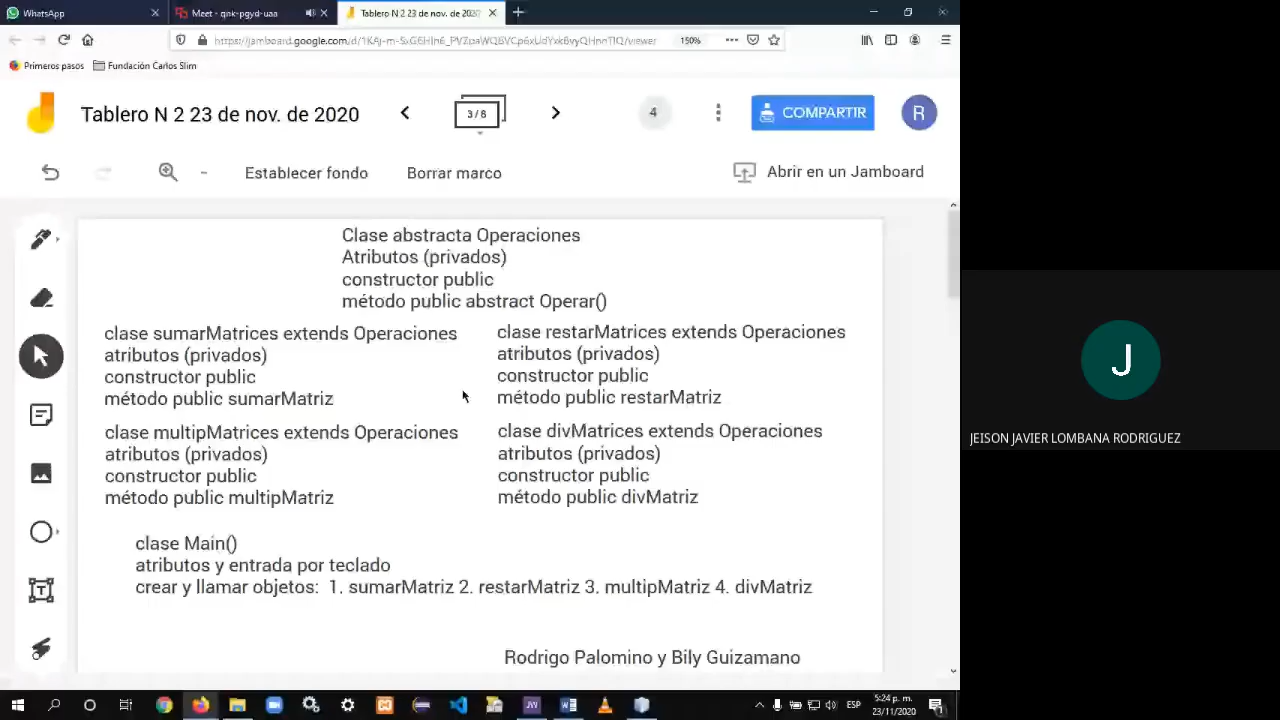 WhatsApp
Meet - qnk-pgyd-uaa
Tablero N 2 23 de nov. de 202
150%
Primeros pasos
Fundación Carlos Slim
Tablero N 2 23 de nov. de 2020
3 / 6
4
COMPARTIR
R
Establecer fondo
Borrar marco
Abrir en un Jamboard
Clase abstracta Operaciones
Atributos (privados)
constructor public
método public abstract Operar()
clase sumarMatrices extends Operaciones
atributos (privados)
constructor public
método public sumarMatriz
clase restarMatrices extends Operaciones
atributos (privados)
constructor public
método public restarMatriz
clase multipMatrices extends Operaciones
atributos (privados)
constructor public
método public multipMatriz
clase divMatrices extends Operaciones
atributos (privados)
constructor public
método public divMatriz
clase Main()
atributos y entrada por teclado
crear y llamar objetos: 1. sumarMatriz 2. restarMatriz 3. multipMatriz 4. divMatriz
Rodrigo Palomino y Bily Guizamano
J
JEISON JAVIER LOMBANA RODRIGUEZ
ESP
5:24 p. m.
23/11/2020